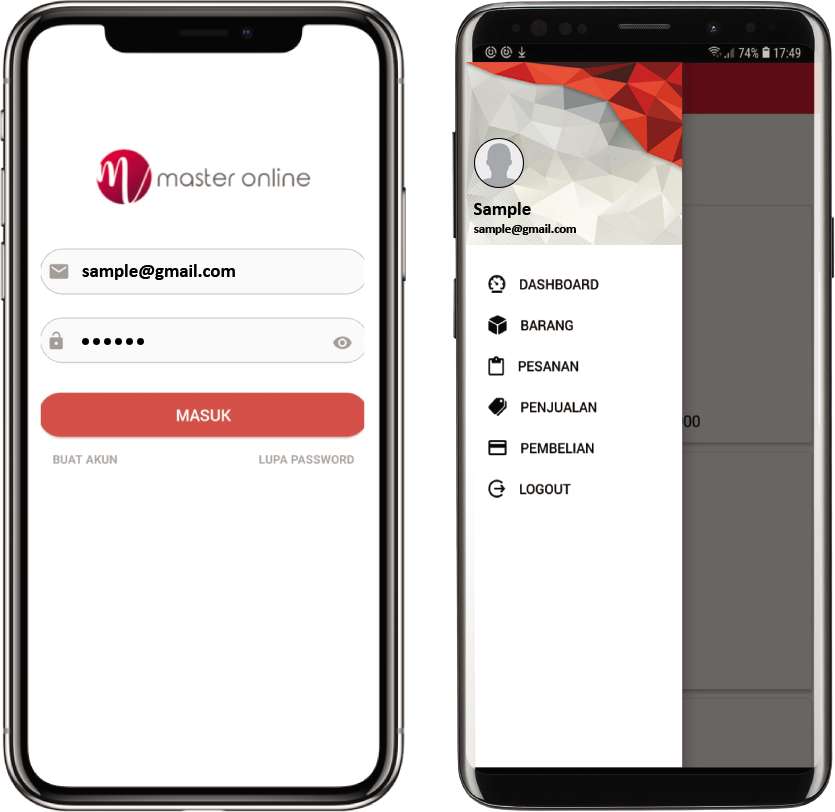 master online
sample@gmail.com
••••••
MASUK
BUAT AKUN
LUPA PASSWORD
74% 17:49
Sample
sample@gmail.com
DASHBOARD
BARANG
PESANAN
PENJUALAN
PEMBELIAN
LOGOUT
00